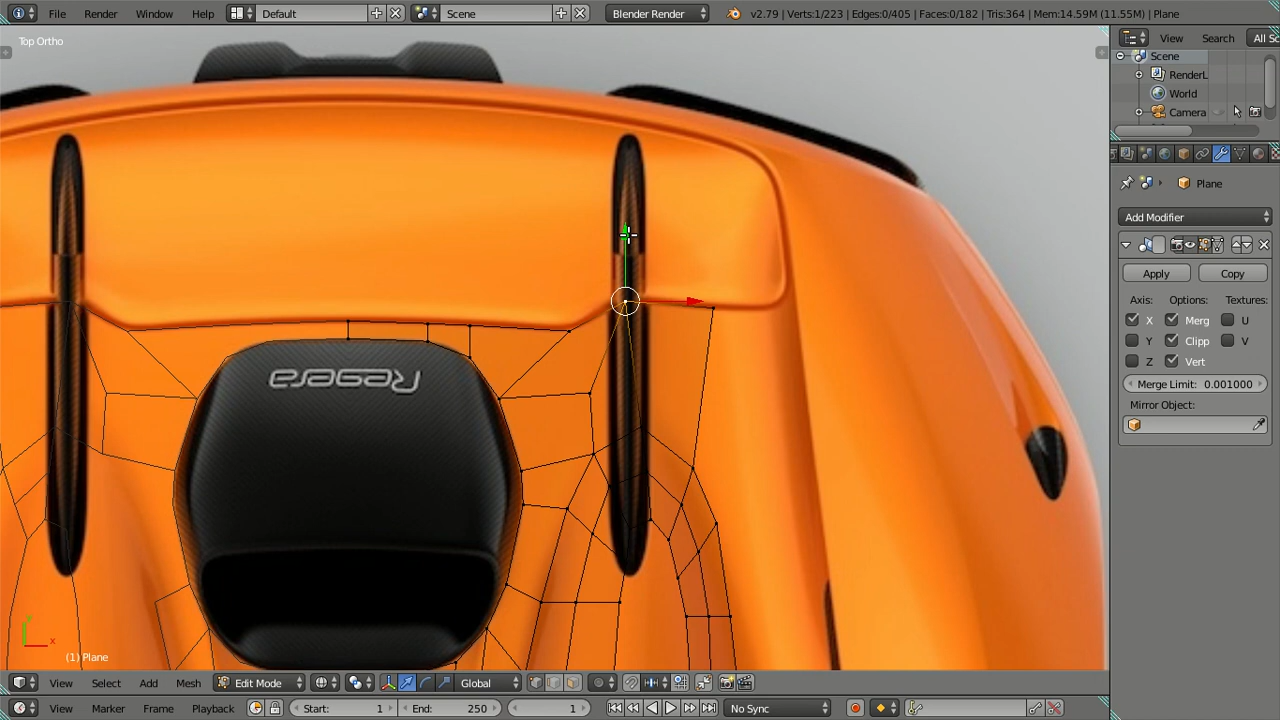 File Render Window Help Default Scene Blender Render v2.79 | Verts:1/223 | Edges:0/405 | Faces:0/182 | Tris:364 | Mem:14.59M (11.55M) | Plane
Top Ortho
View Search All Sc
Scene
RenderL
World
Camera
Plane
Add Modifier
Apply Copy
Axis: Options: Textures:
X Merg U
Y Clipp V
Z Vert
Merge Limit: 0.001000
Mirror Object:
Regera
(1) Plane
y
x
View Select Add Mesh Edit Mode Global
View Marker Frame Playback Start: 1 End: 250 1 No Sync